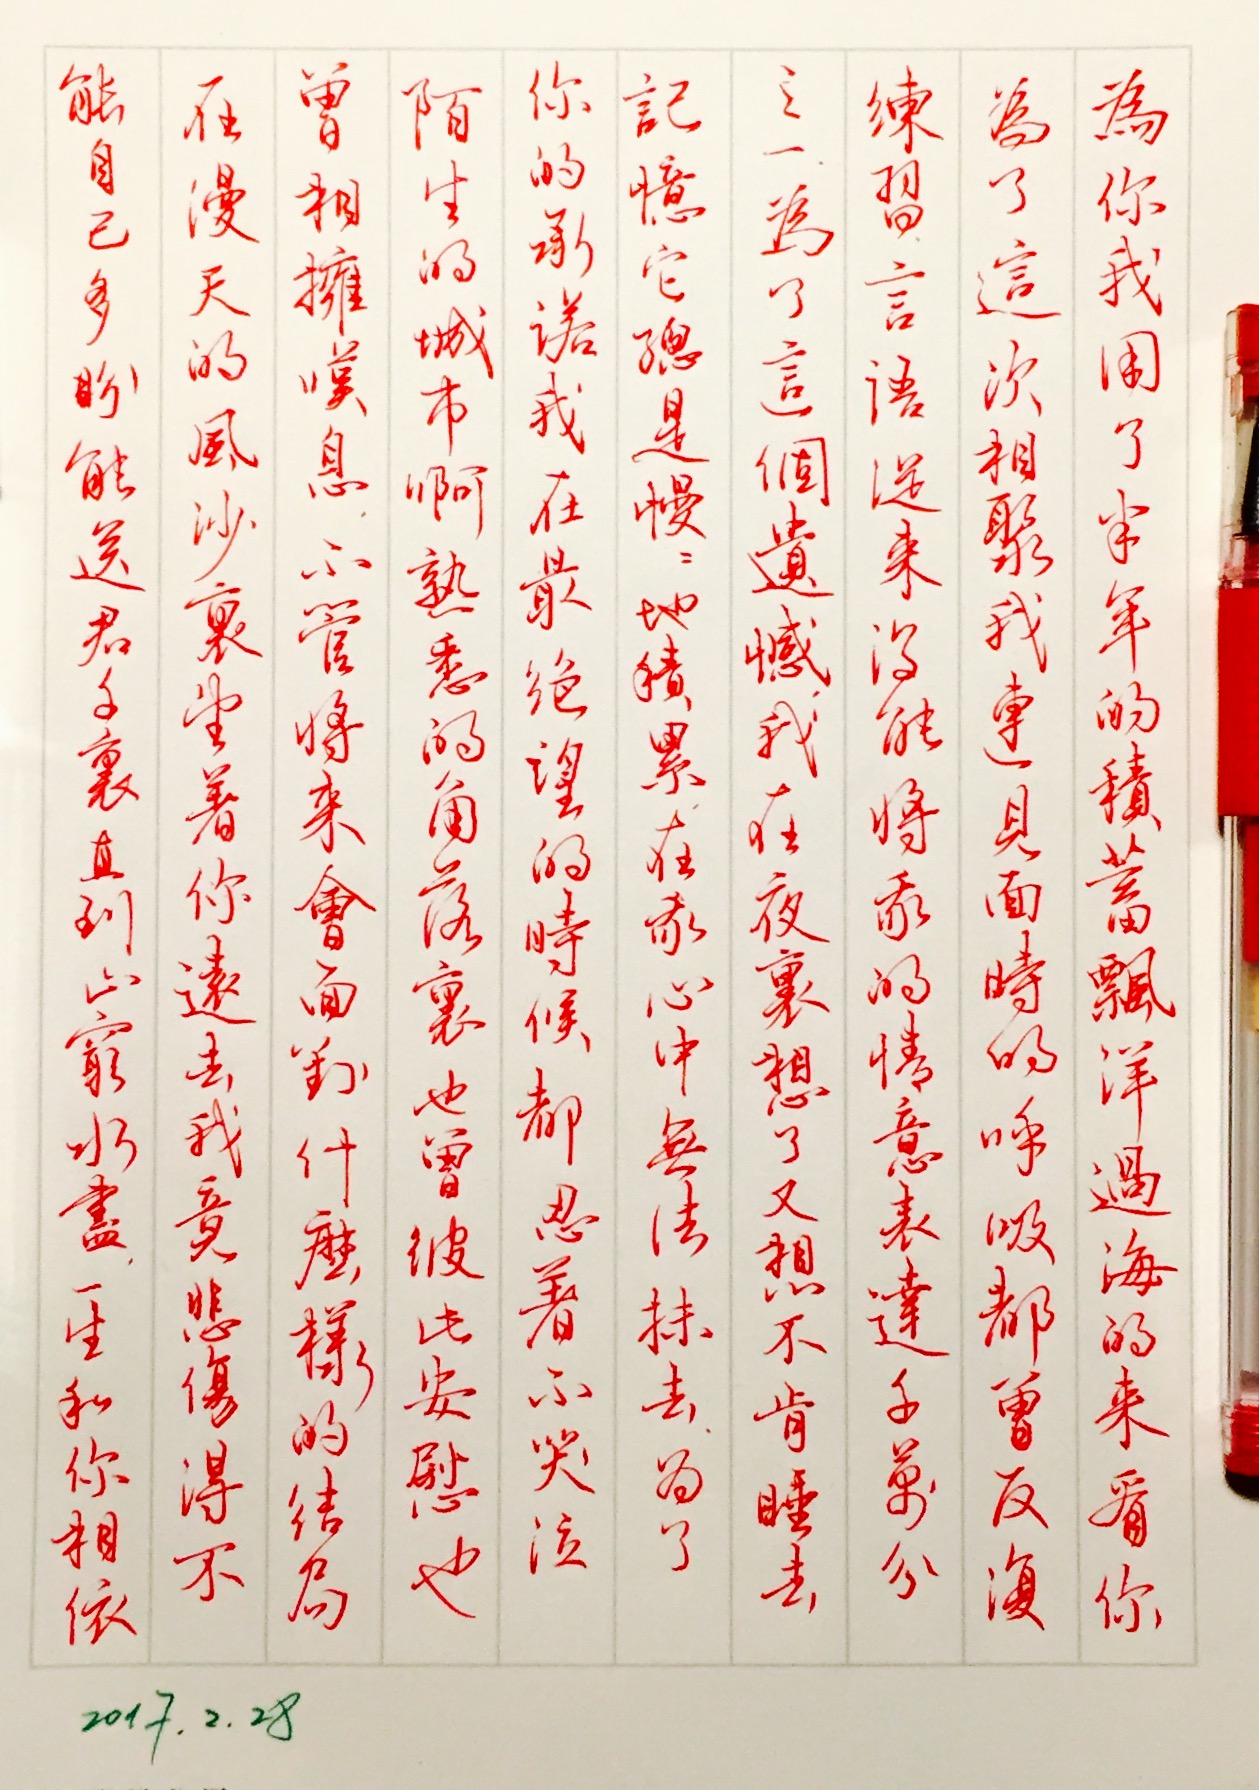 為你我用了半年的積蓄飄洋過海的来看你
為了這次相聚我連見面時的呼吸都曾反復
練習.言語從来没能將我的情意表達千萬分
之一.為了這個遺憾.我在夜裏想了又想不肯睡去
記憶它總是慢〻地積累.在我心中無法抹去.为了
你的承诺我在最絕望的時候都忍著不哭泣
陌生的城市啊熟悉的角落裏也曾彼此安慰也
曾相擁嘆息.不管將来會面對什麽樣的结局
在漫天的風沙裏望著你遠去我竟悲傷得不
能自已多盼能送君千裏直到山窮水盡.一生和你相依
2017.2.28